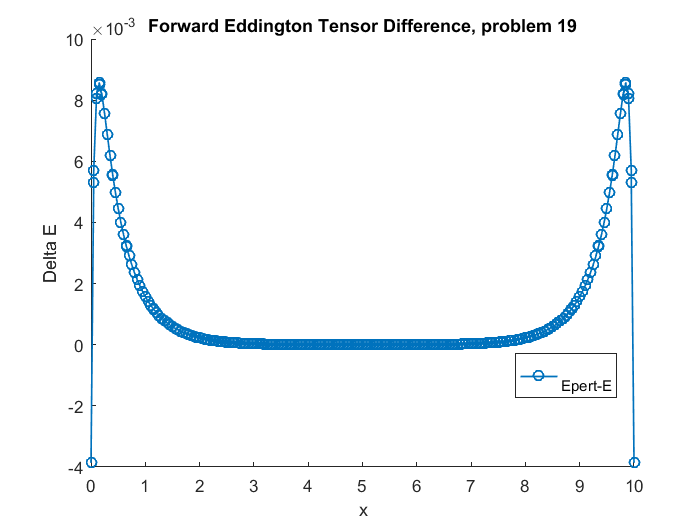 ×10^-3
Forward Eddington Tensor Difference, problem 19
10
8
6
4
2
0
-2
-4
Delta E
Epert-E
0 1 2 3 4 5 6 7 8 9 10
x